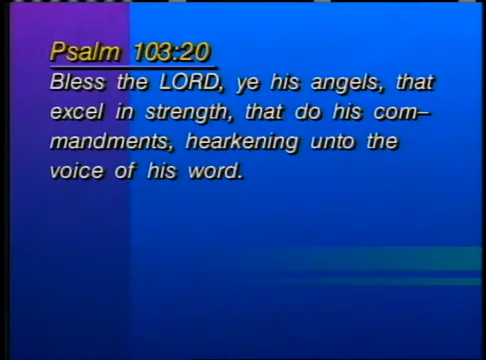 Psalm 103:20
Bless the LORD, ye his angels, that
excel in strength, that do his com–
mandments, hearkening unto the
voice of his word.